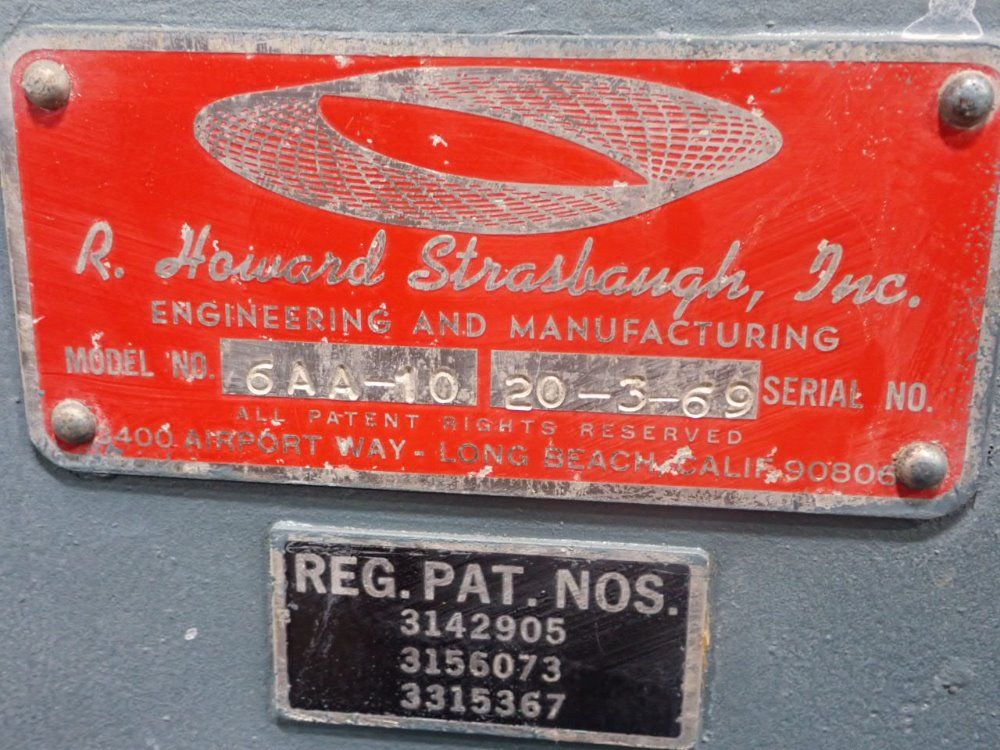 R. Howard Strasbaugh, Inc.
ENGINEERING AND MANUFACTURING
MODEL NO. 6AA-10 20-3-69 SERIAL NO.
ALL PATENT RIGHTS RESERVED
3400 AIRPORT WAY - LONG BEACH, CALIF. 90806
REG. PAT. NOS.
3142905
3156073
3315367